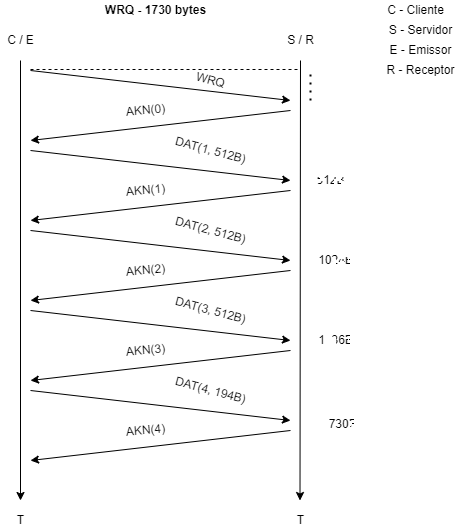 WRQ - 1730 bytes
C - Cliente
S - Servidor
E - Emissor
R - Receptor
C / E
S / R
WRQ
AKN(0)
DAT(1, 512B)
AKN(1)
DAT(2, 512B)
AKN(2)
DAT(3, 512B)
AKN(3)
DAT(4, 194B)
AKN(4)
T
T